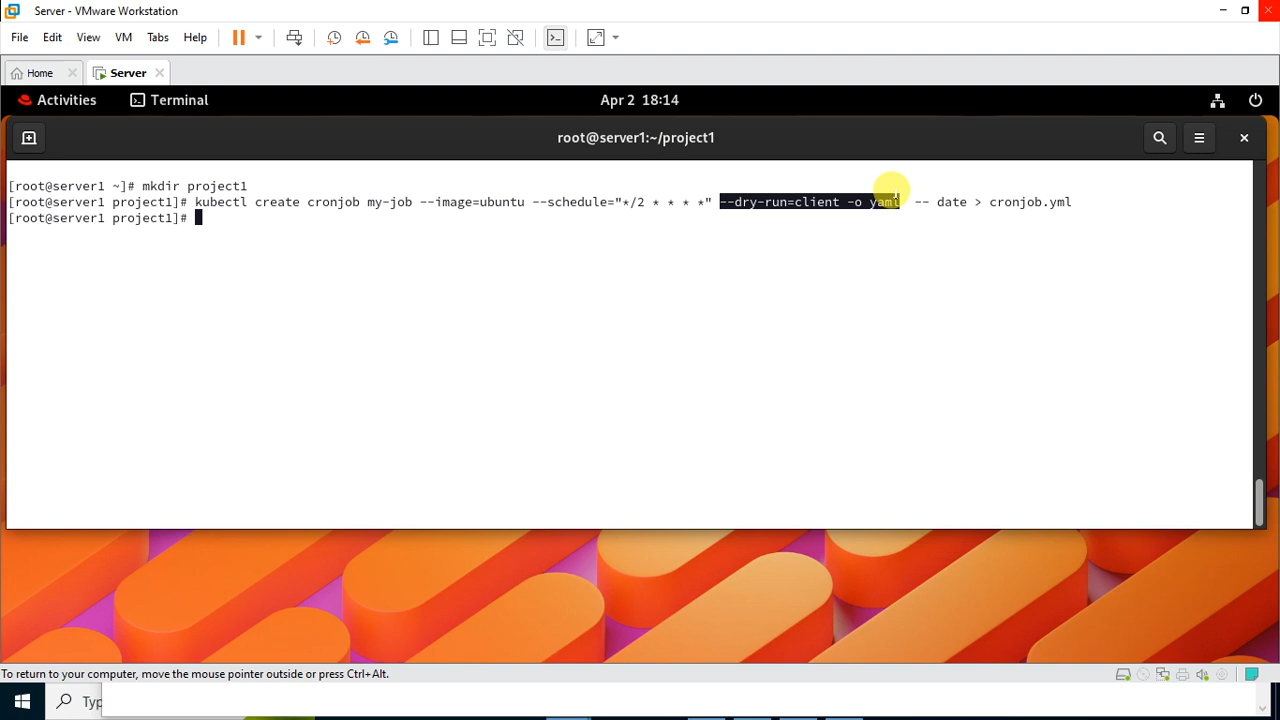 Server - VMware Workstation
File Edit View VM Tabs Help
Home Server
Activities Terminal Apr 2 18:14
root@server1:~/project1
[root@server1 ~]# mkdir project1
[root@server1 project1]# kubectl create cronjob my-job --image=ubuntu --schedule="*/2 * * * *" --dry-run=client -o yaml -- date > cronjob.yml
[root@server1 project1]#
To return to your computer, move the mouse pointer outside or press Ctrl+Alt.
Typ